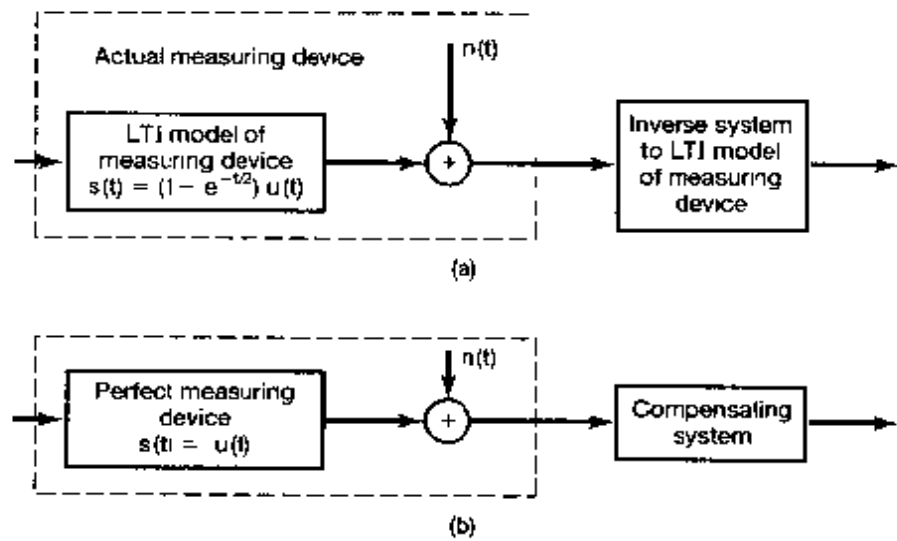 Actual measuring device
n(t)
LTI model of
measuring device
s(t) = (1 − e^{−t/2}) u(t)
+
Inverse system
to LTI model
of measuring
device
(a)
n(t)
Perfect measuring
device
s(t) = u(t)
+
Compensating
system
(b)